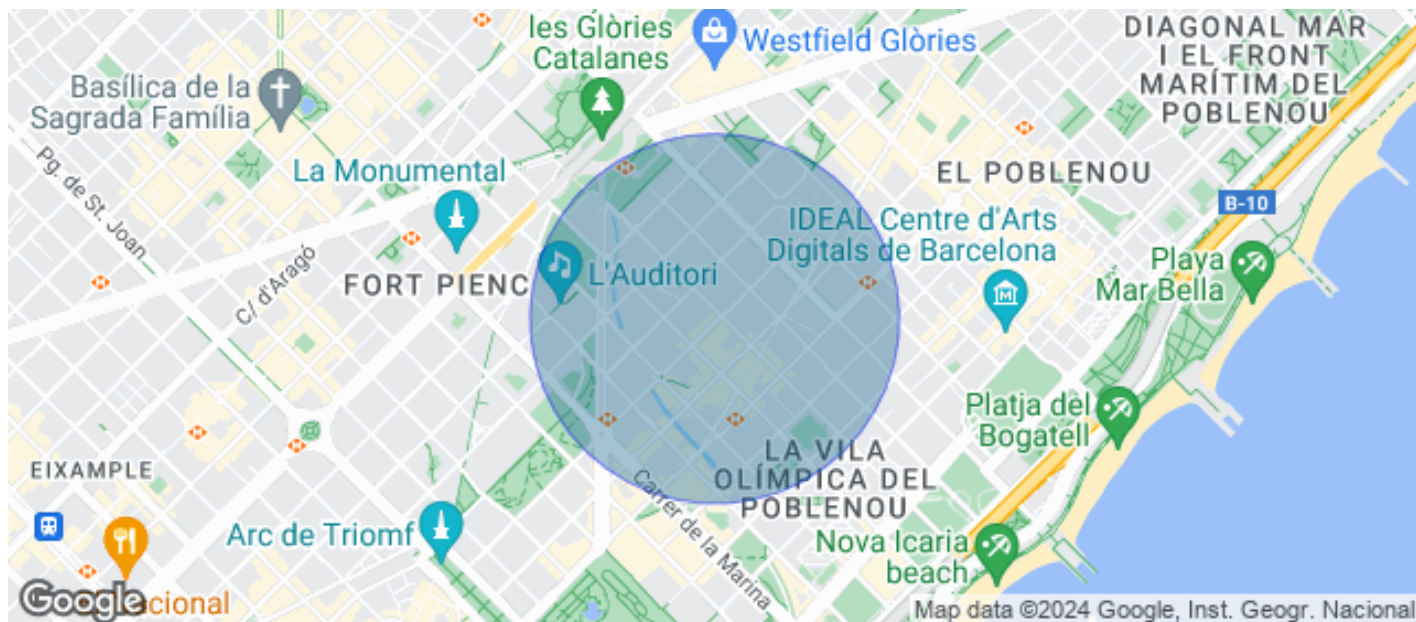 les Glòries
Catalanes
Westfield Glòries
DIAGONAL MAR
I EL FRONT
MARÍTIM DEL
POBLENOU
Basílica de la
Sagrada Família
Pg. de St. Joan
La Monumental
EL POBLENOU
B-10
IDEAL Centre d'Arts
Digitals de Barcelona
C/ d'Aragó
FORT PIENC
L'Auditori
Playa
Mar Bella
Platja del
Bogatell
EIXAMPLE
LA VILA
OLÍMPICA DEL
POBLENOU
Carrer de la Marina
Arc de Triomf
Nova Icaria
beach
Google
nacional
Map data ©2024 Google, Inst. Geogr. Nacional